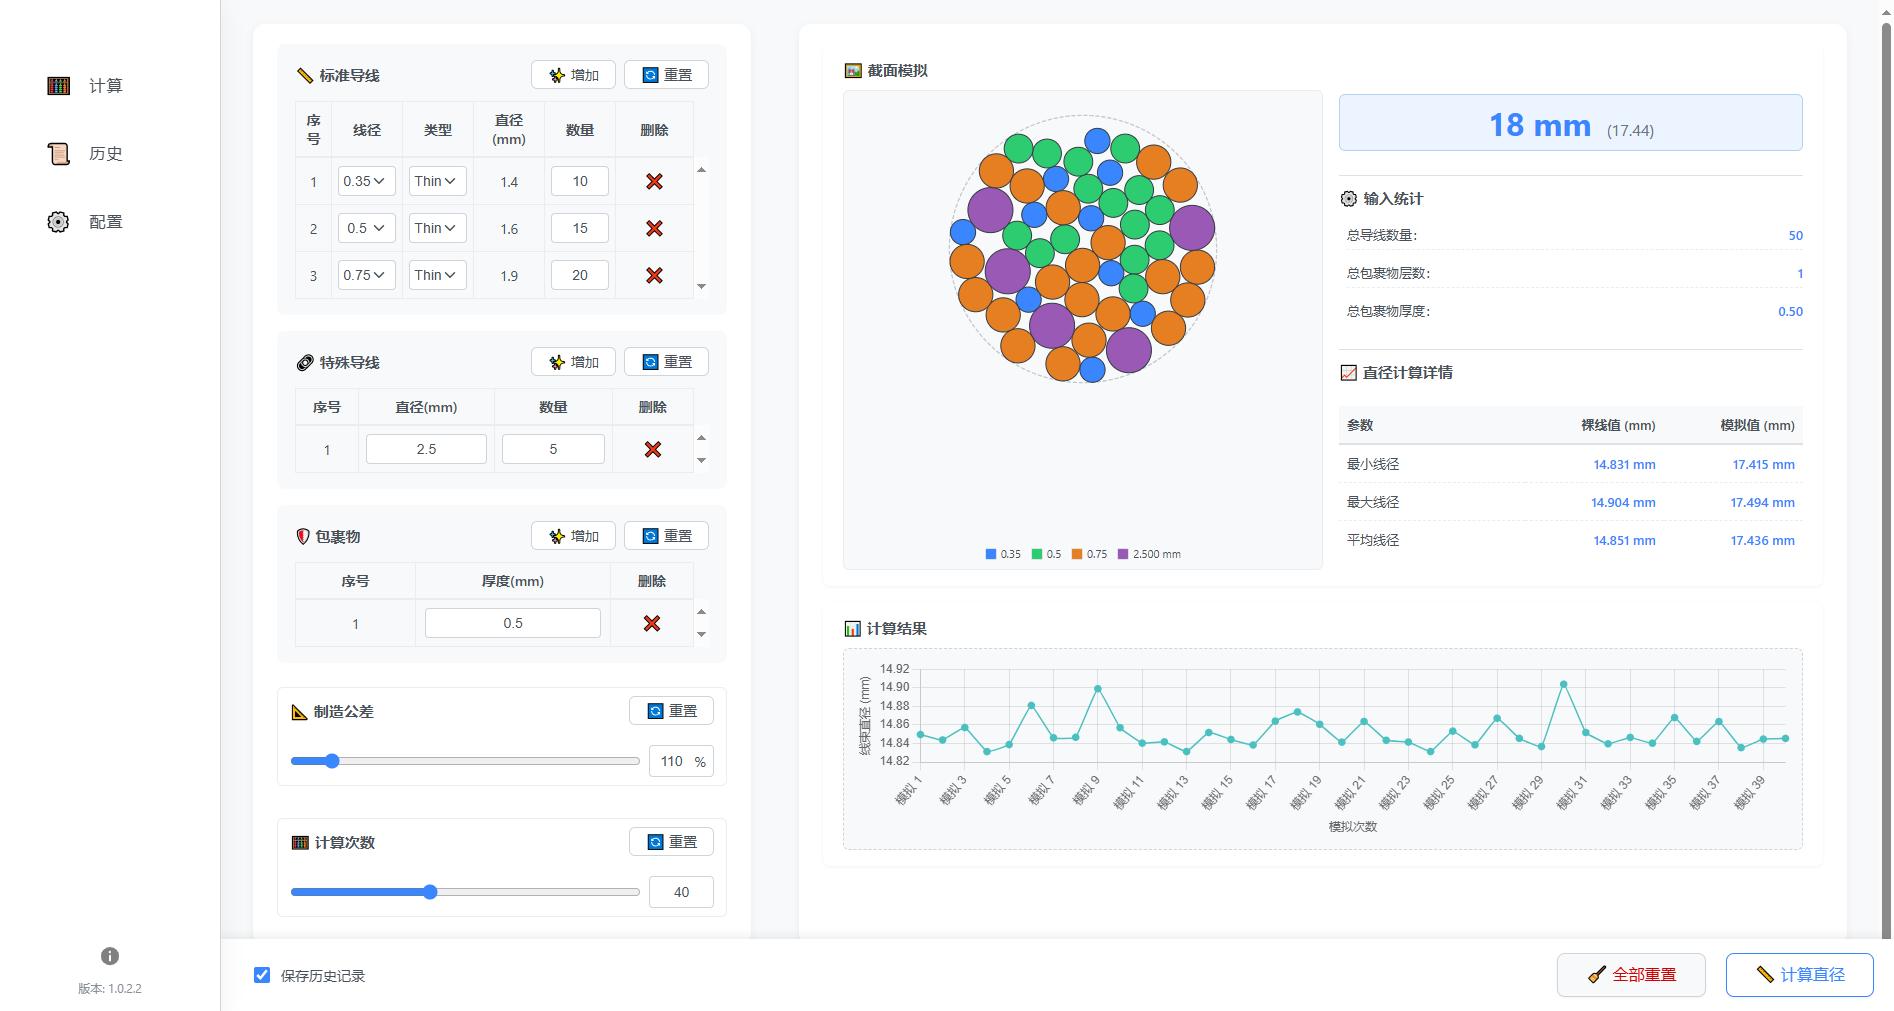 计算
历史
配置
版本: 1.0.2.2
标准导线
增加
重置
序号 线径 类型 直径(mm) 数量 删除
1 0.35 Thin 1.4 10
2 0.5 Thin 1.6 15
3 0.75 Thin 1.9 20
特殊导线
增加
重置
序号 直径(mm) 数量 删除
1 2.5 5
包裹物
增加
重置
序号 厚度(mm) 删除
1 0.5
制造公差
重置
110 %
计算次数
重置
40
截面模拟
0.35 0.5 0.75 2.500 mm
18 mm (17.44)
输入统计
总导线数量: 50
总包裹物层数: 1
总包裹物厚度: 0.50
直径计算详情
参数 裸线值 (mm) 模拟值 (mm)
最小线径 14.831 mm 17.415 mm
最大线径 14.904 mm 17.494 mm
平均线径 14.851 mm 17.436 mm
计算结果
线束直径 (mm)
14.92
14.90
14.88
14.86
14.84
14.82
模拟 1 模拟 3 模拟 5 模拟 7 模拟 9 模拟 11 模拟 13 模拟 15 模拟 17 模拟 19 模拟 21 模拟 23 模拟 25 模拟 27 模拟 29 模拟 31 模拟 33 模拟 35 模拟 37 模拟 39
模拟次数
保存历史记录
全部重置
计算直径